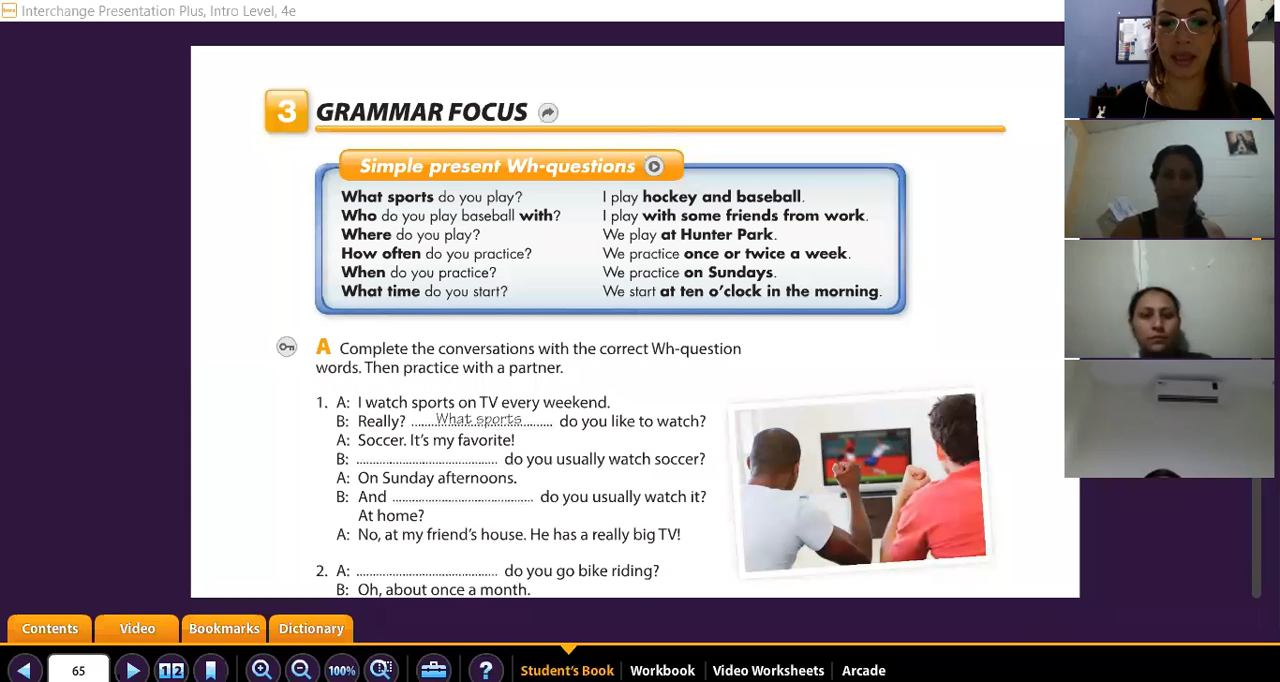 Interchange Presentation Plus, Intro Level, 4e
3 GRAMMAR FOCUS
Simple present Wh-questions
What sports do you play? I play hockey and baseball.
Who do you play baseball with? I play with some friends from work.
Where do you play? We play at Hunter Park.
How often do you practice? We practice once or twice a week.
When do you practice? We practice on Sundays.
What time do you start? We start at ten o'clock in the morning.
A Complete the conversations with the correct Wh-question
words. Then practice with a partner.
1. A: I watch sports on TV every weekend.
B: Really? What sports do you like to watch?
A: Soccer. It's my favorite!
B: ........................................ do you usually watch soccer?
A: On Sunday afternoons.
B: And ........................................ do you usually watch it?
At home?
A: No, at my friend's house. He has a really big TV!
2. A: ........................................ do you go bike riding?
B: Oh, about once a month.
Contents Video Bookmarks Dictionary
65 12 100% ? Student's Book Workbook Video Worksheets Arcade